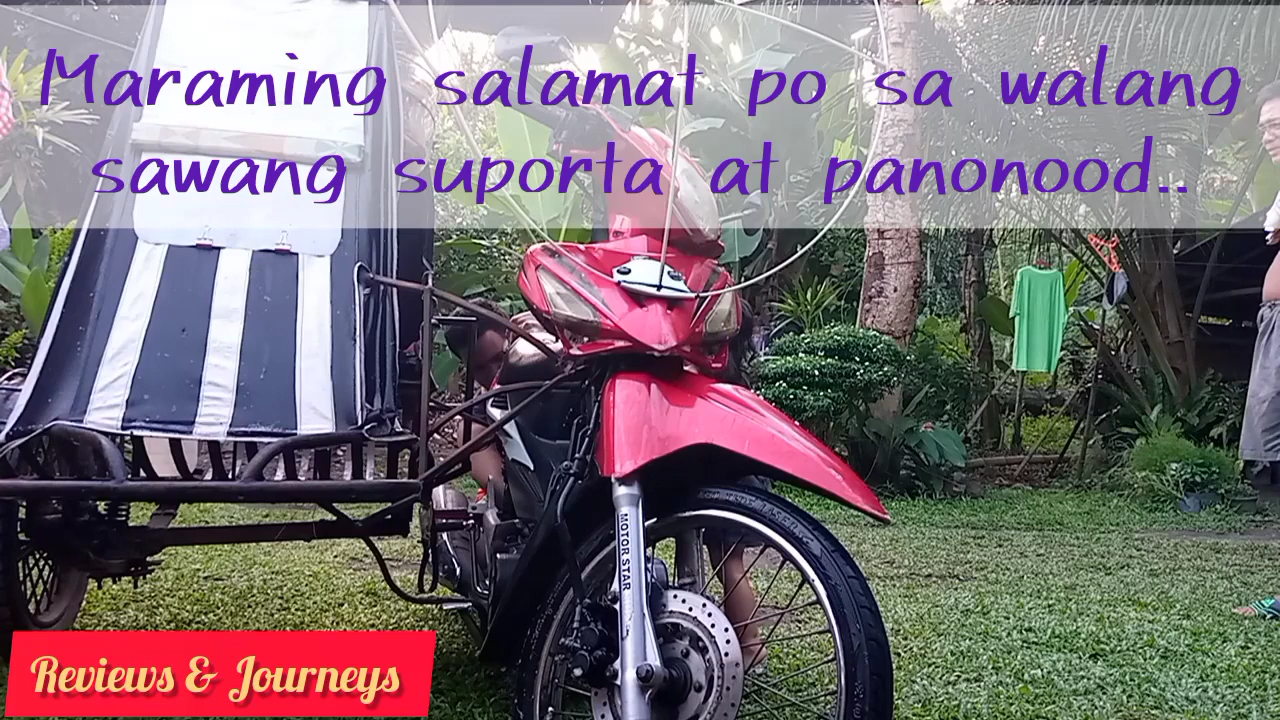 Maraming salamat po sa walang
sawang suporta at panonood..
MOTOR STAR
Reviews & Journeys